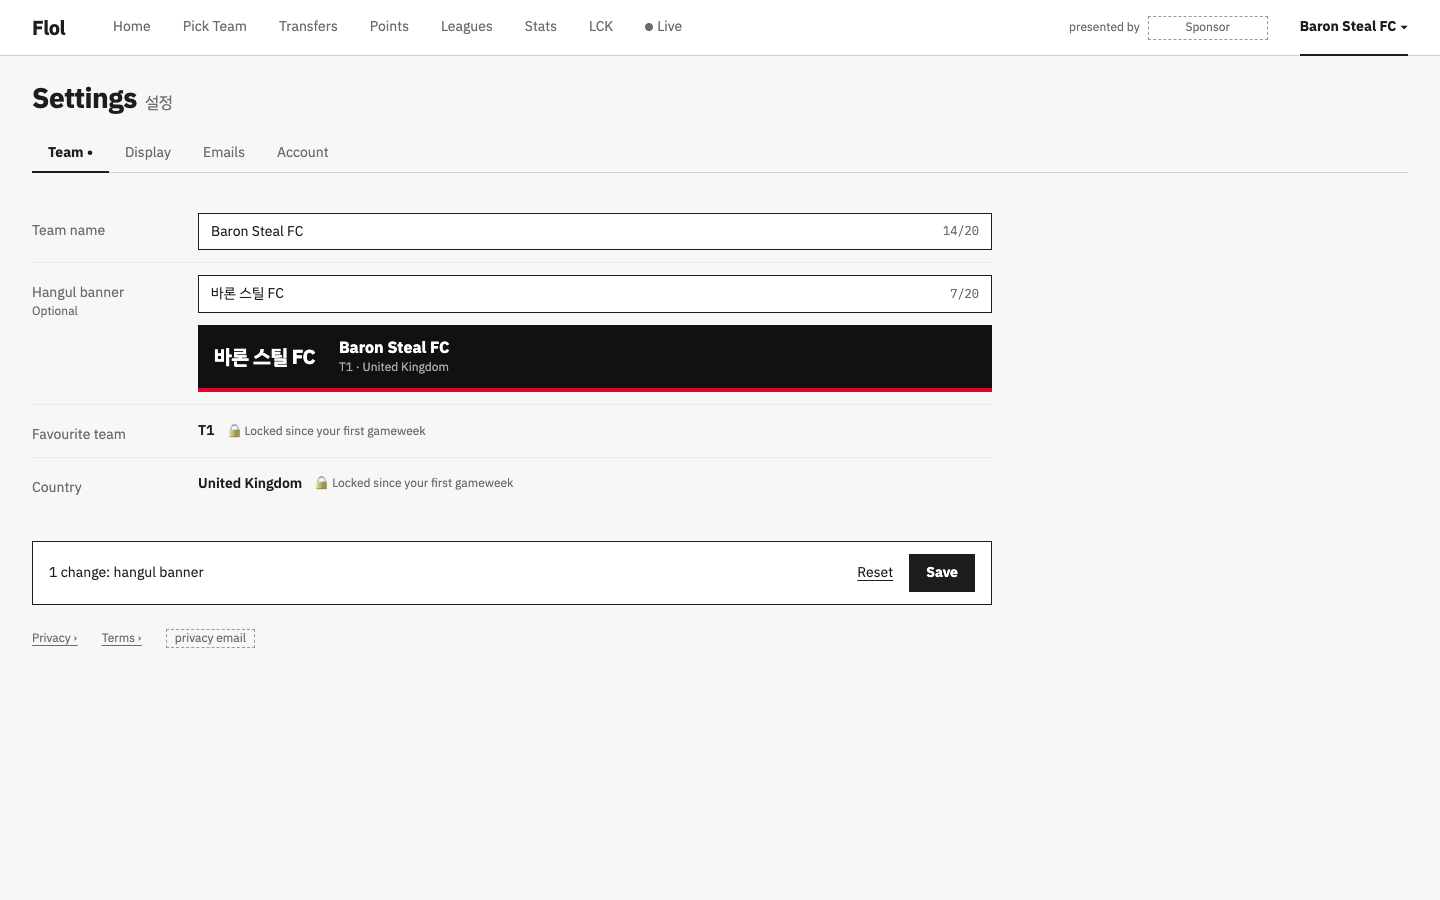 Flol Home Pick Team Transfers Points Leagues Stats LCK Live presented by Sponsor Baron Steal FC
Settings 설정
Team • Display Emails Account
Team name Baron Steal FC 14/20
Hangul banner 바론 스틸 FC 7/20
Optional
바론 스틸 FC Baron Steal FC
T1 · United Kingdom
Favourite team T1 🔒 Locked since your first gameweek
Country United Kingdom 🔒 Locked since your first gameweek
1 change: hangul banner Reset Save
Privacy › Terms › privacy email